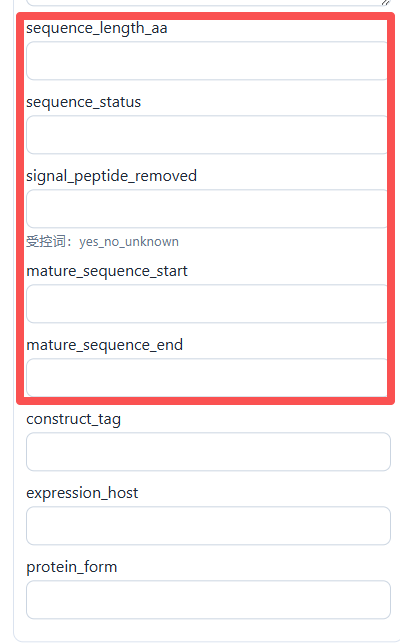 sequence_length_aa
sequence_status
signal_peptide_removed
受控词：yes_no_unknown
mature_sequence_start
mature_sequence_end
construct_tag
expression_host
protein_form